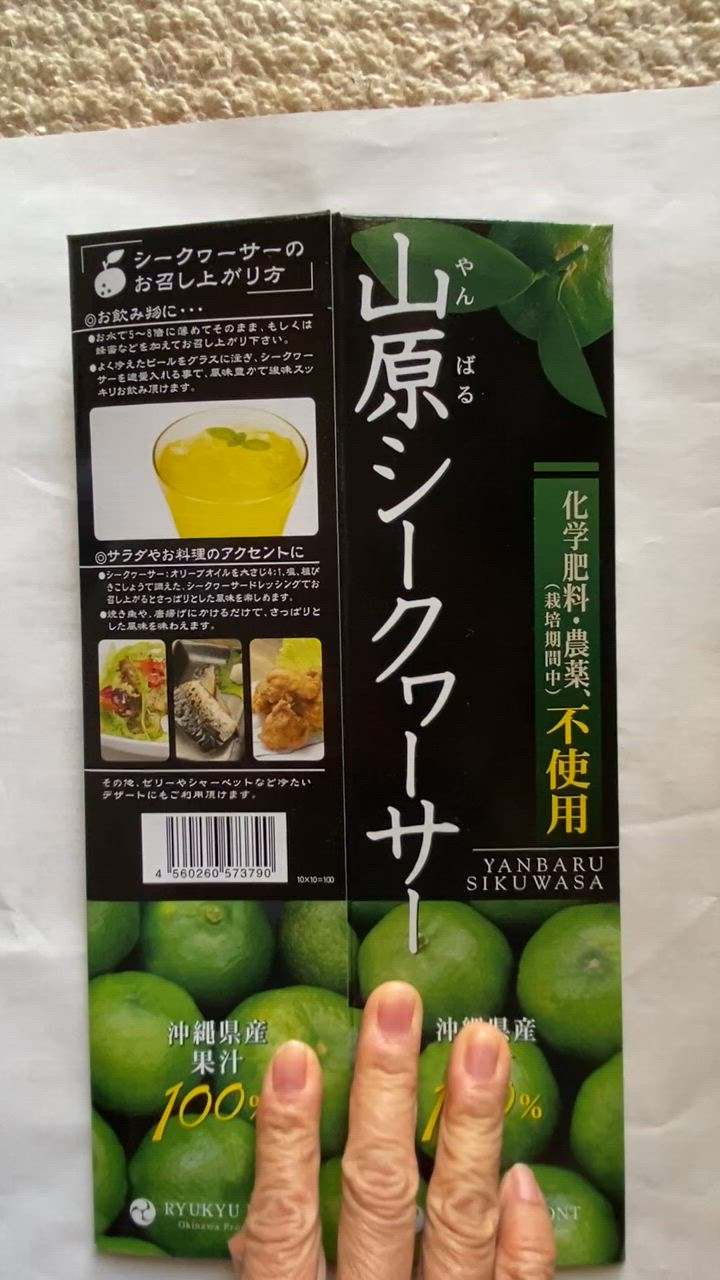 シークヮーサーの
お召し上がり方
◎お飲み物に・・・
●お水で5〜8倍に薄めてそのまま、もしくは
蜂蜜などを加えてお召し上がり下さい。
●よく冷えたビールをグラスに注ぎ、シークヮー
サーを適量入れる事で、風味豊かで後味スッ
キリお飲み頂けます。
◎サラダやお料理のアクセントに
●シークヮーサー:オリーブオイルを大さじ4:1、塩、粗び
きこしょうで調えた、シークヮーサードレッシングでお
召し上がるとさっぱりとした風味を楽しめます。
●焼き魚や、唐揚げにかけるだけで、さっぱりと
した風味を味わえます。
その他、ゼリーやシャーベットなど冷たい
デザートにもご利用頂けます。
4 560260 573790
10×10=100
沖縄県産
果汁
100%
RYUKYU
Okinawa
山原シークヮーサー
やんばる
化学肥料・農薬、不使用
(栽培期間中)
YANBARU
SIKUWASA
沖縄県産
%